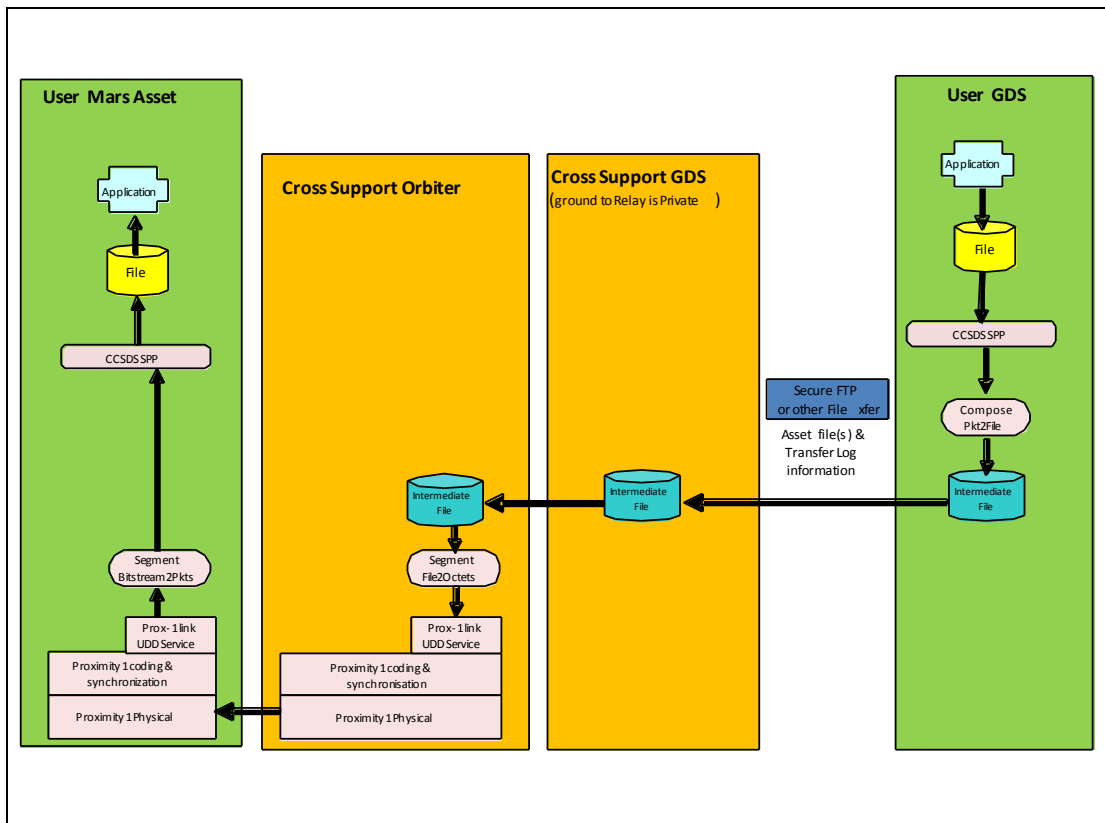 User Mars Asset
Application
File
CCSDS SPP
Segment
Bitstream2Pkts
Prox-1 link
UDD Service
Proximity 1 coding &
synchronization
Proximity 1 Physical
Cross Support Orbiter
Intermediate
File
Segment
File2Octets
Prox-1 link
UDD Service
Proximity 1 coding &
synchronisation
Proximity 1 Physical
Cross Support GDS
(ground to Relay is Private )
Intermediate
File
Secure FTP
or other File xfer
Asset file(s) &
Transfer Log
information
User GDS
Application
File
CCSDS SPP
Compose
Pkt2File
Intermediate
File